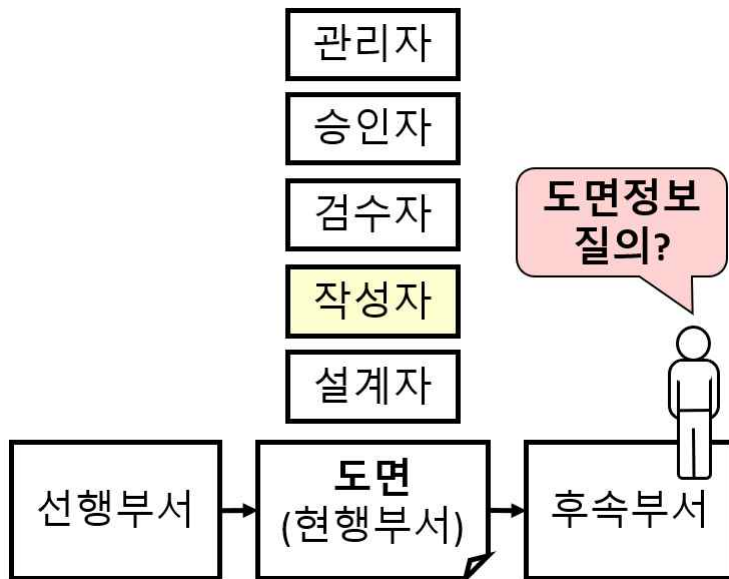 관리자
승인자
검수자
도면정보
질의?
작성자
설계자
선행부서
도면
(현행부서)
후속부서